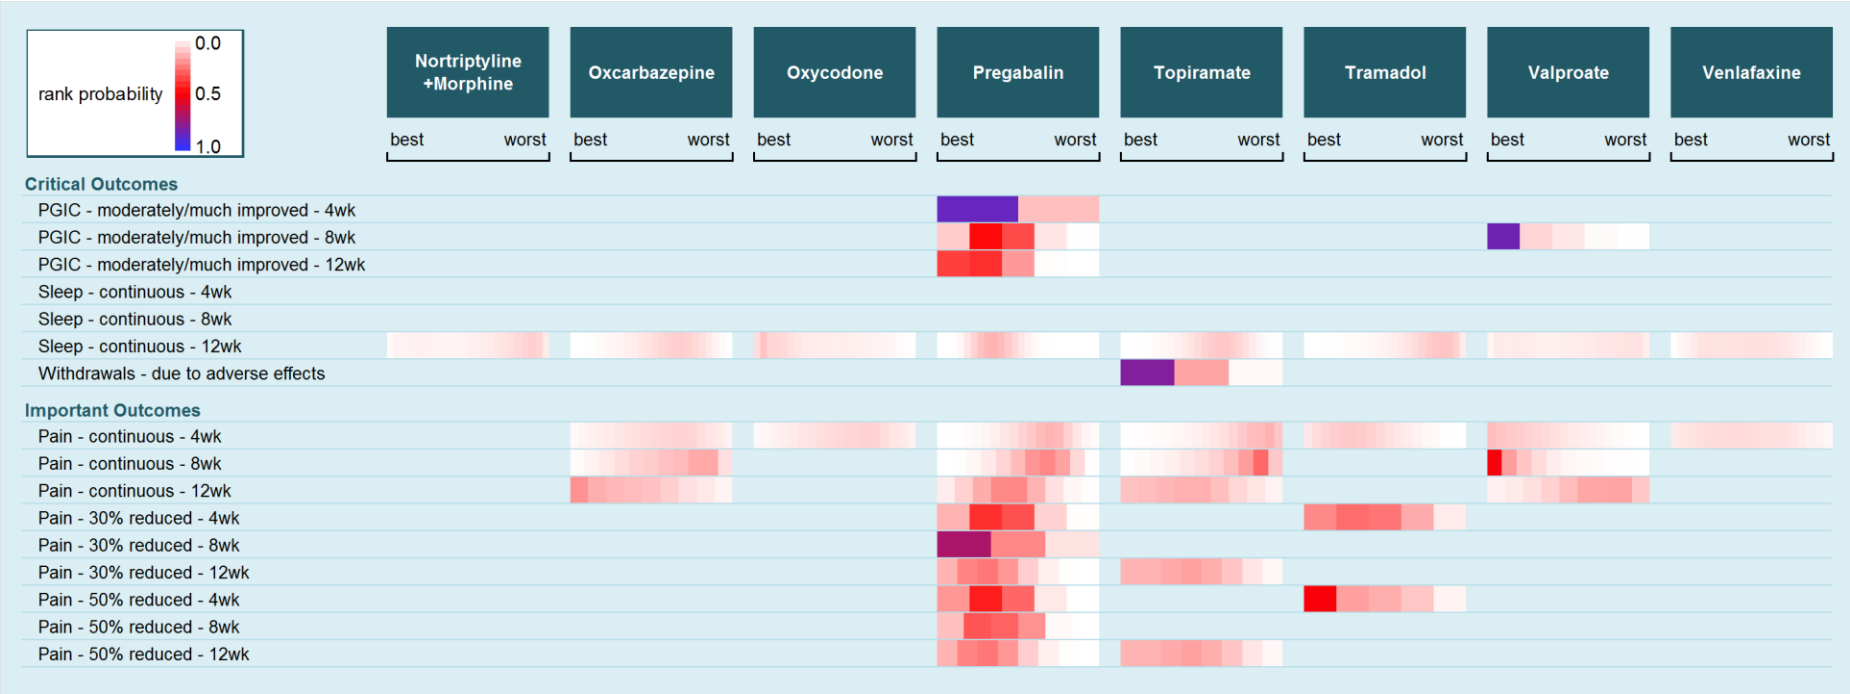 rank probability
0.0
0.5
1.0
Nortriptyline
+Morphine
Oxcarbazepine
Oxycodone
Pregabalin
Topiramate
Tramadol
Valproate
Venlafaxine
best worst best worst best worst best worst best worst best worst best worst best worst
Critical Outcomes
PGIC - moderately/much improved - 4wk
PGIC - moderately/much improved - 8wk
PGIC - moderately/much improved - 12wk
Sleep - continuous - 4wk
Sleep - continuous - 8wk
Sleep - continuous - 12wk
Withdrawals - due to adverse effects
Important Outcomes
Pain - continuous - 4wk
Pain - continuous - 8wk
Pain - continuous - 12wk
Pain - 30% reduced - 4wk
Pain - 30% reduced - 8wk
Pain - 30% reduced - 12wk
Pain - 50% reduced - 4wk
Pain - 50% reduced - 8wk
Pain - 50% reduced - 12wk